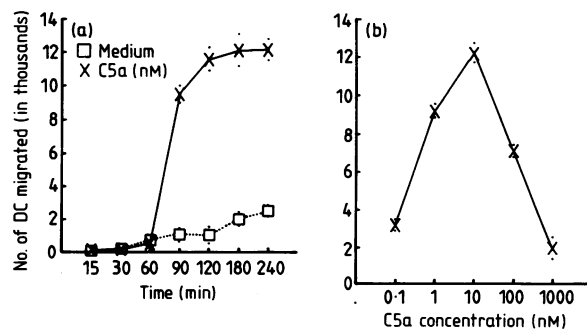 (a)
Medium
C5a (nM)
No. of DC migrated (in thousands)
14
12
10
8
6
4
2
0
15 30 60 90 120 180 240
Time (min)
(b)
14
12
10
8
6
4
2
0
0·1 1 10 100 1000
C5a concentration (nM)